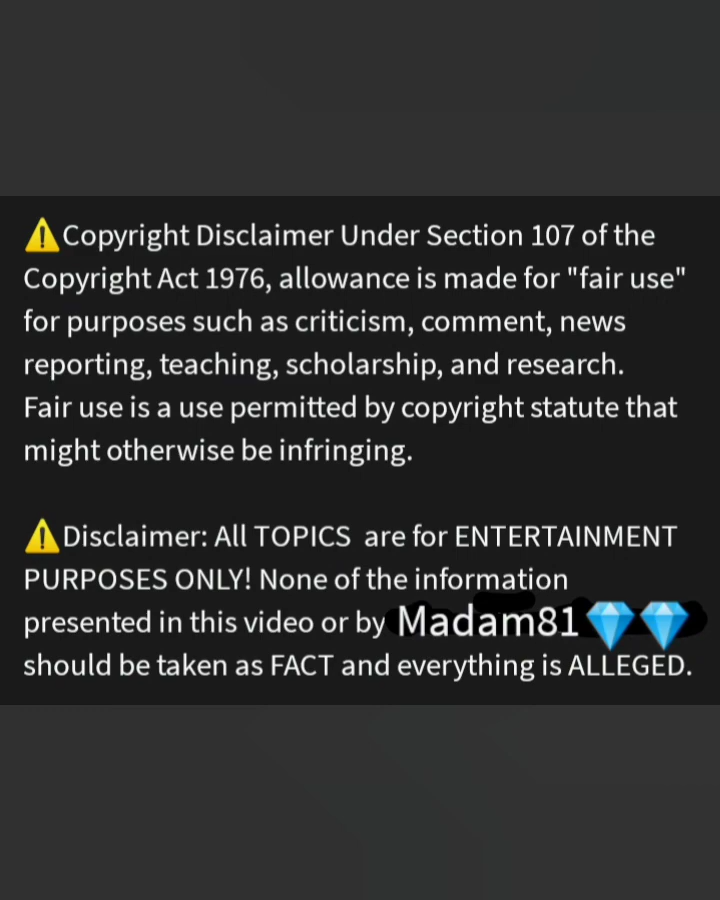 ⚠️Copyright Disclaimer Under Section 107 of the
Copyright Act 1976, allowance is made for "fair use"
for purposes such as criticism, comment, news
reporting, teaching, scholarship, and research.
Fair use is a use permitted by copyright statute that
might otherwise be infringing.
⚠️Disclaimer: All TOPICS are for ENTERTAINMENT
PURPOSES ONLY! None of the information
presented in this video or by Madam81💎💎
should be taken as FACT and everything is ALLEGED.